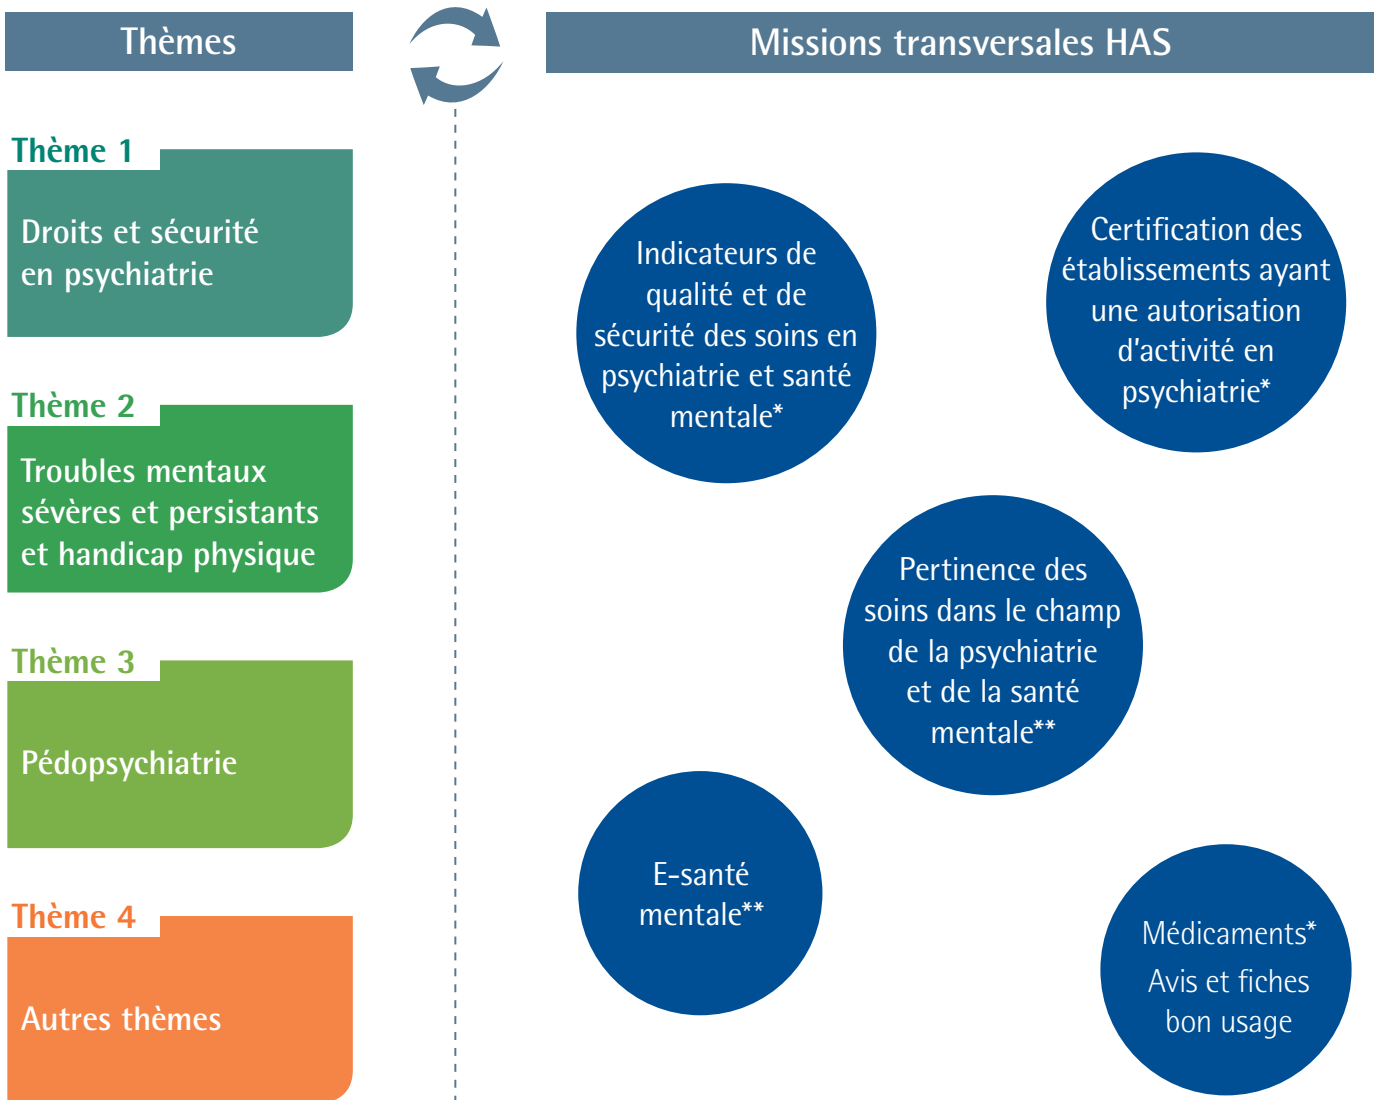 Thèmes
Missions transversales HAS
Thème 1
Droits et sécurité
en psychiatrie
Thème 2
Troubles mentaux
sévères et persistants
et handicap physique
Thème 3
Pédopsychiatrie
Thème 4
Autres thèmes
Indicateurs de
qualité et de
sécurité des soins en
psychiatrie et santé
mentale*
Certification des
établissements ayant
une autorisation
d'activité en
psychiatrie*
Pertinence des
soins dans le champ
de la psychiatrie
et de la santé
mentale**
E-santé
mentale**
Médicaments*
Avis et fiches
bon usage